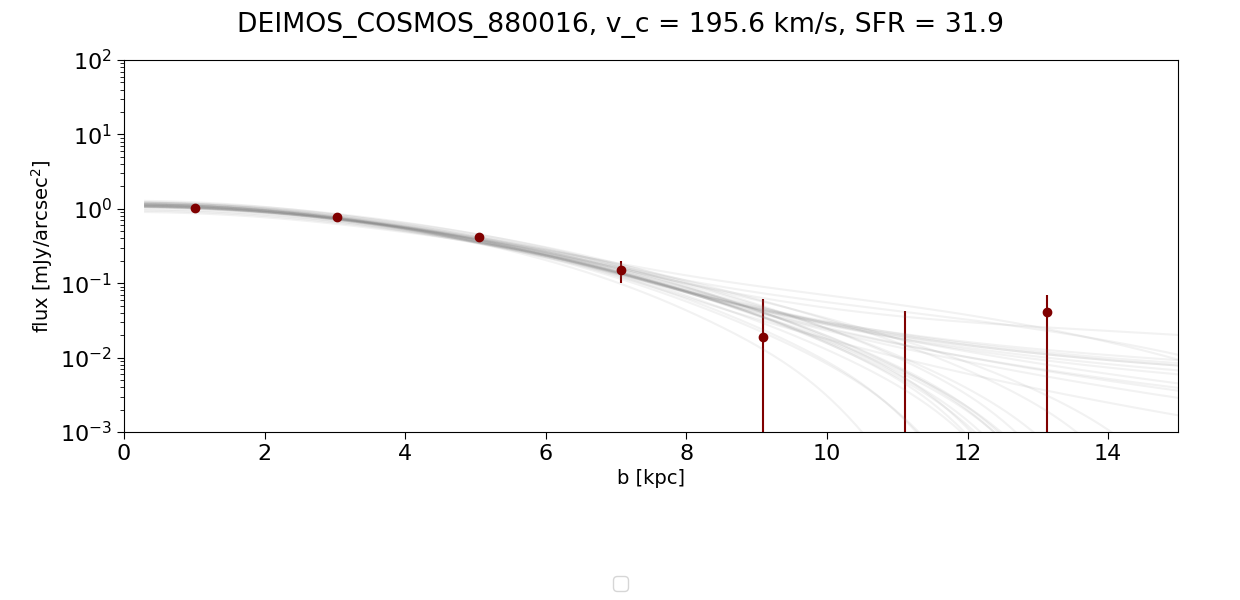 DEIMOS_COSMOS_880016, v_c = 195.6 km/s, SFR = 31.9
10²
10¹
10⁰
10⁻¹
10⁻²
10⁻³
flux [mJy/arcsec²]
0 2 4 6 8 10 12 14
b [kpc]